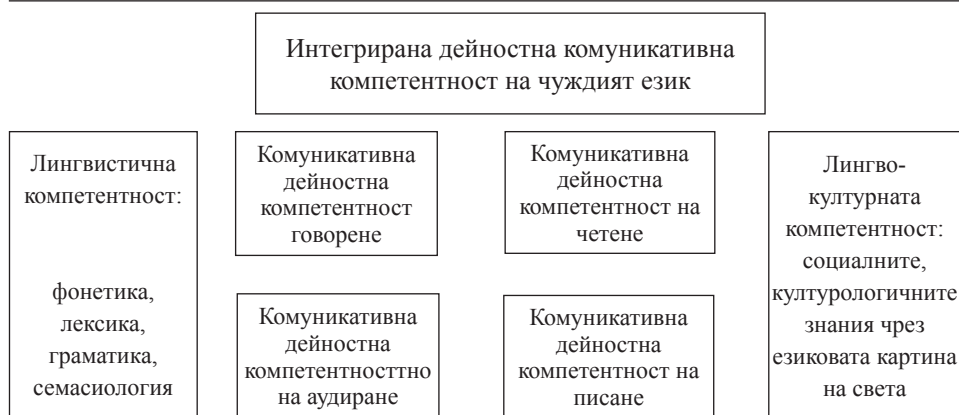 Интегрирана дейностна комуникативна
компетентност на чуждият език
Лингвистична
компетентност:
фонетика,
лексика,
граматика,
семасиология
Комуникативна
дейностна
компетентност
говорене
Комуникативна
дейностна
компетентност на
четене
Комуникативна
дейностна
компетентносттно
на аудиране
Комуникативна
дейностна
компетентност на
писане
Лингво-
културната
компетентност:
социалните,
културологичните
знания чрез
езиковата картина
на света